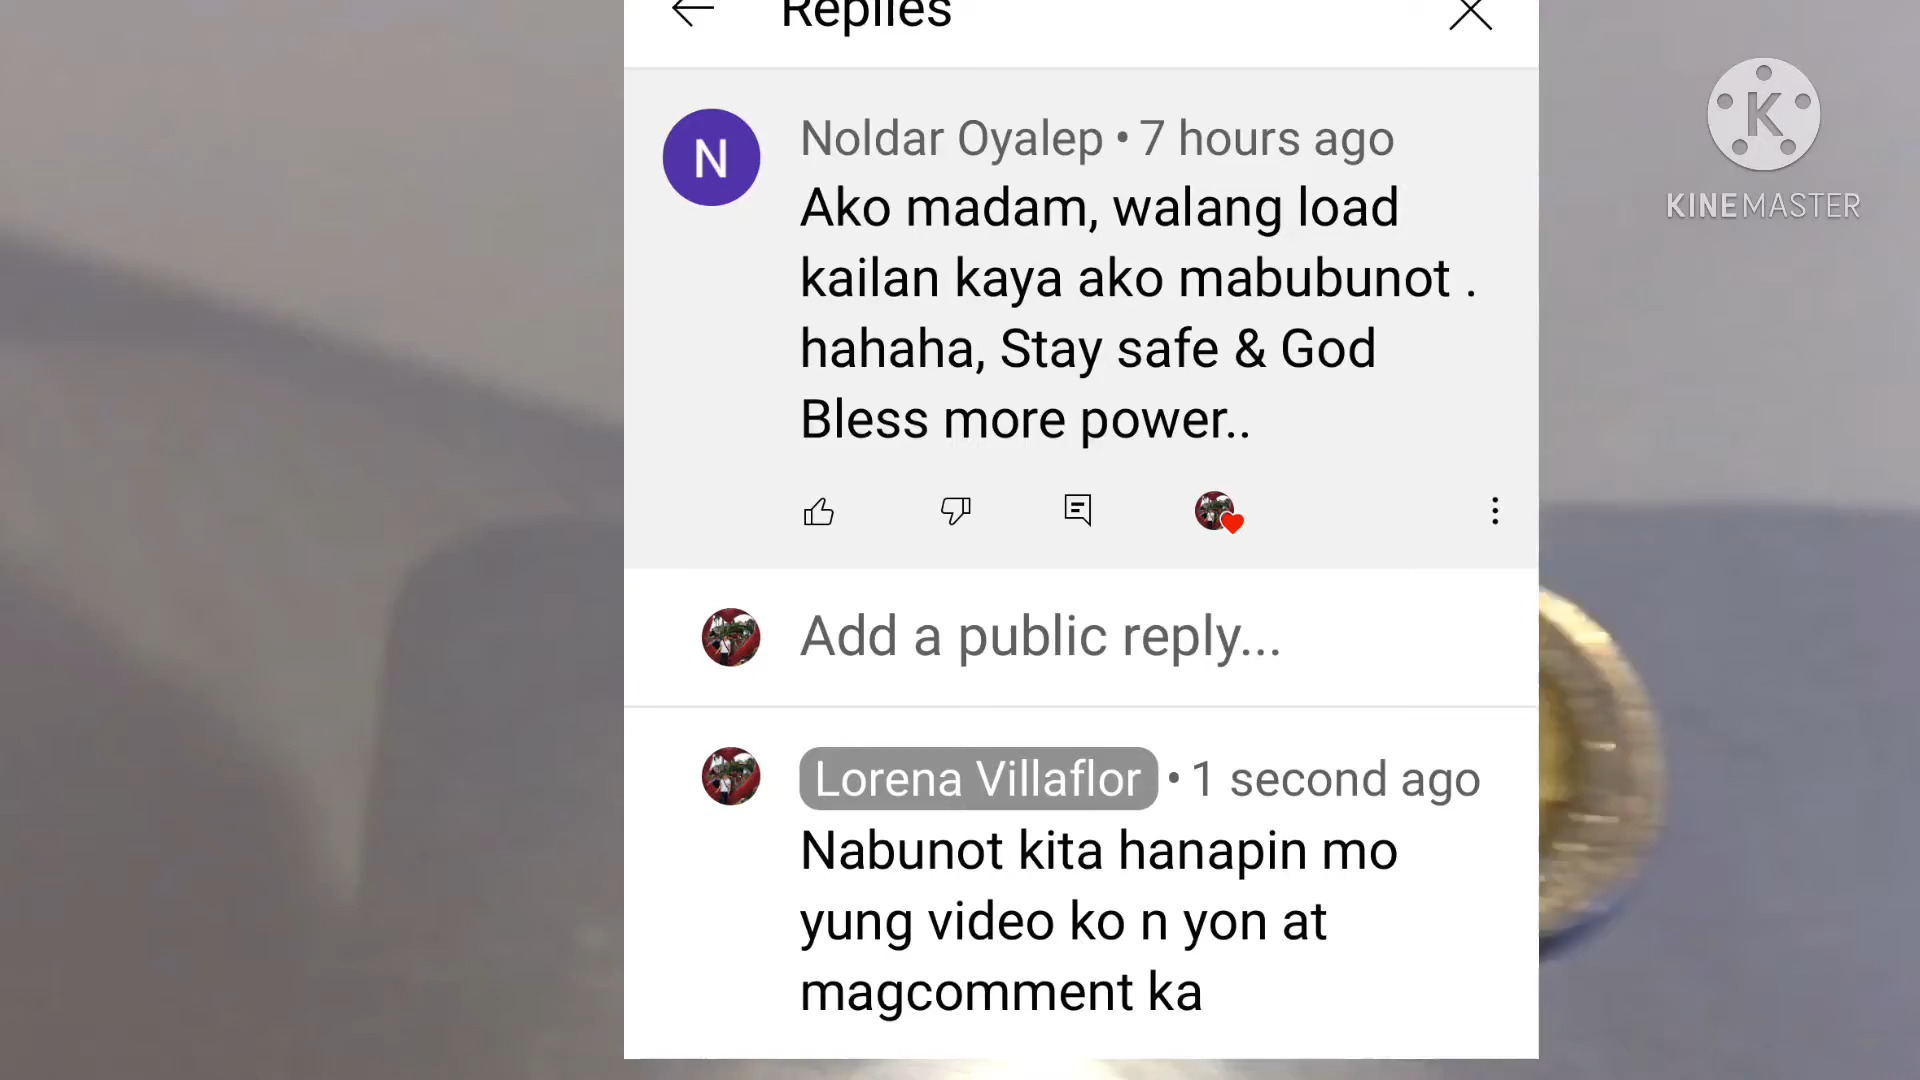 Replies
N
Noldar Oyalep • 7 hours ago
Ako madam, walang load
kailan kaya ako mabubunot .
hahaha, Stay safe & God
Bless more power..
Add a public reply...
Lorena Villaflor • 1 second ago
Nabunot kita hanapin mo
yung video ko n yon at
magcomment ka
K
KINEMASTER